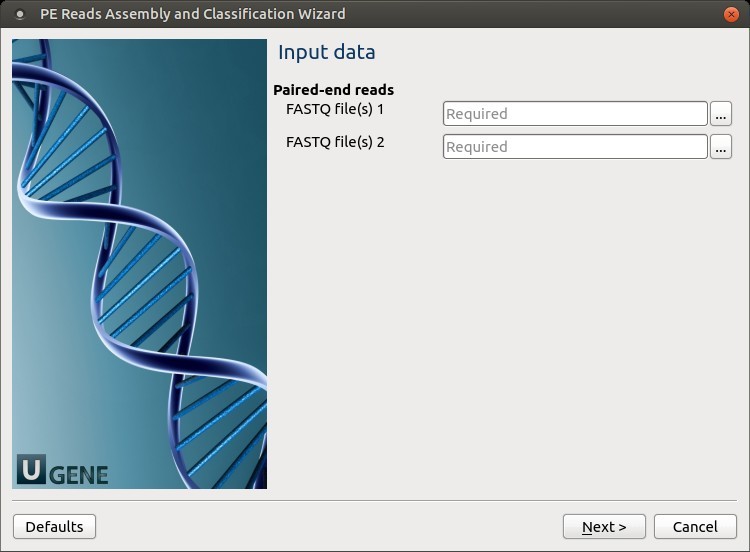 PE Reads Assembly and Classification Wizard
Input data
Paired-end reads
FASTQ file(s) 1
Required
...
FASTQ file(s) 2
Required
...
U GENE
Defaults
Next >
Cancel